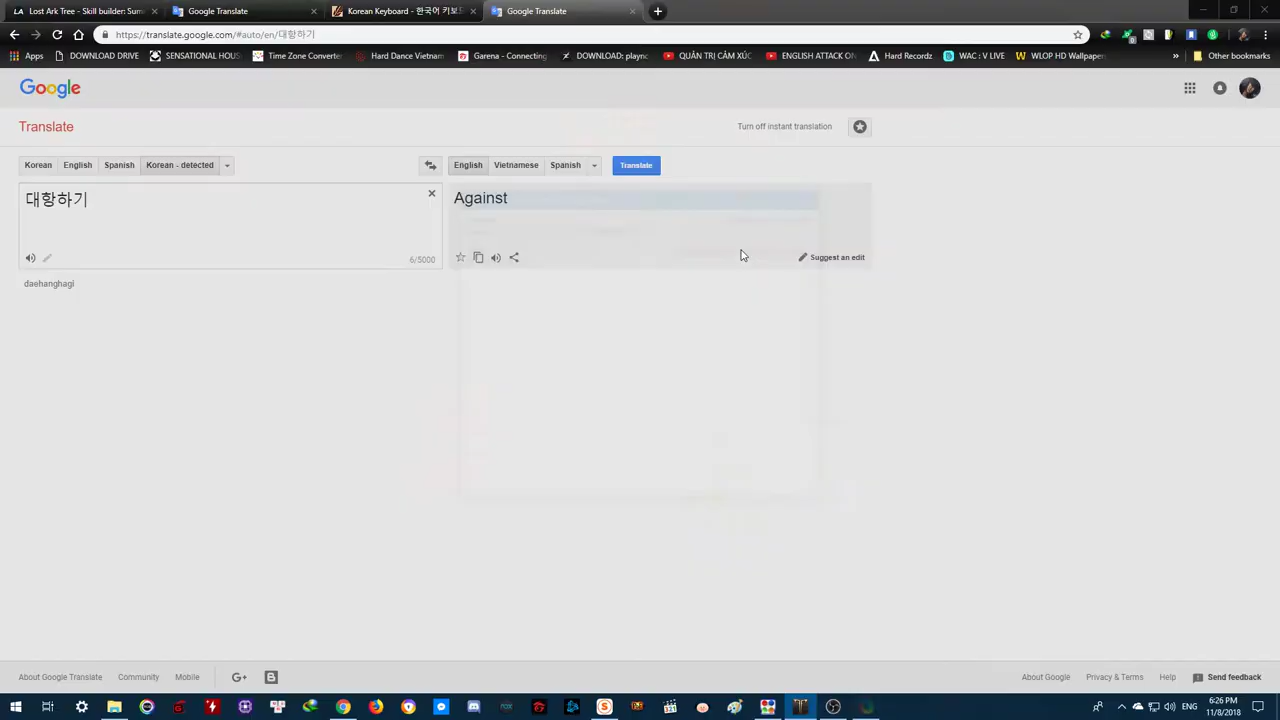 Lost Ark Tree - Skill builder: Sum
Google Translate
Korean Keyboard - 한국어 키보드
Google Translate
https://translate.google.com/#auto/en/대항하기
Apps
DOWNLOAD DRIVE
SENSATIONAL HOUS
Time Zone Converter
Hard Dance Vietnam
Garena - Connecting
DOWNLOAD: plaync
QUẢN TRỊ CẢM XÚC
ENGLISH ATTACK ON
Hard Recordz
WAC : V LIVE
WLOP HD Wallpaper
»
Other bookmarks
Google
Translate
Turn off instant translation
Korean
English
Spanish
Korean - detected
English
Vietnamese
Spanish
Translate
대항하기
Against
6/5000
Suggest an edit
daehanghagi
About Google Translate
Community
Mobile
G+
About Google
Privacy & Terms
Help
Send feedback
6:26 PM
11/8/2018